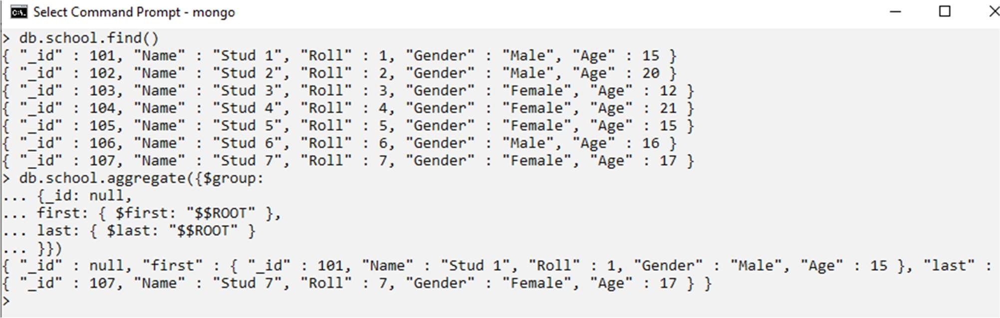 Select Command Prompt - mongo
> db.school.find()
{ "_id" : 101, "Name" : "Stud 1", "Roll" : 1, "Gender" : "Male", "Age" : 15 }
{ "_id" : 102, "Name" : "Stud 2", "Roll" : 2, "Gender" : "Male", "Age" : 20 }
{ "_id" : 103, "Name" : "Stud 3", "Roll" : 3, "Gender" : "Female", "Age" : 12 }
{ "_id" : 104, "Name" : "Stud 4", "Roll" : 4, "Gender" : "Female", "Age" : 21 }
{ "_id" : 105, "Name" : "Stud 5", "Roll" : 5, "Gender" : "Female", "Age" : 15 }
{ "_id" : 106, "Name" : "Stud 6", "Roll" : 6, "Gender" : "Male", "Age" : 16 }
{ "_id" : 107, "Name" : "Stud 7", "Roll" : 7, "Gender" : "Female", "Age" : 17 }
> db.school.aggregate({$group:
... {_id: null,
... first: { $first: "$$ROOT" },
... last: { $last: "$$ROOT" }
... }})
{ "_id" : null, "first" : { "_id" : 101, "Name" : "Stud 1", "Roll" : 1, "Gender" : "Male", "Age" : 15 }, "last" :
{ "_id" : 107, "Name" : "Stud 7", "Roll" : 7, "Gender" : "Female", "Age" : 17 } }
>